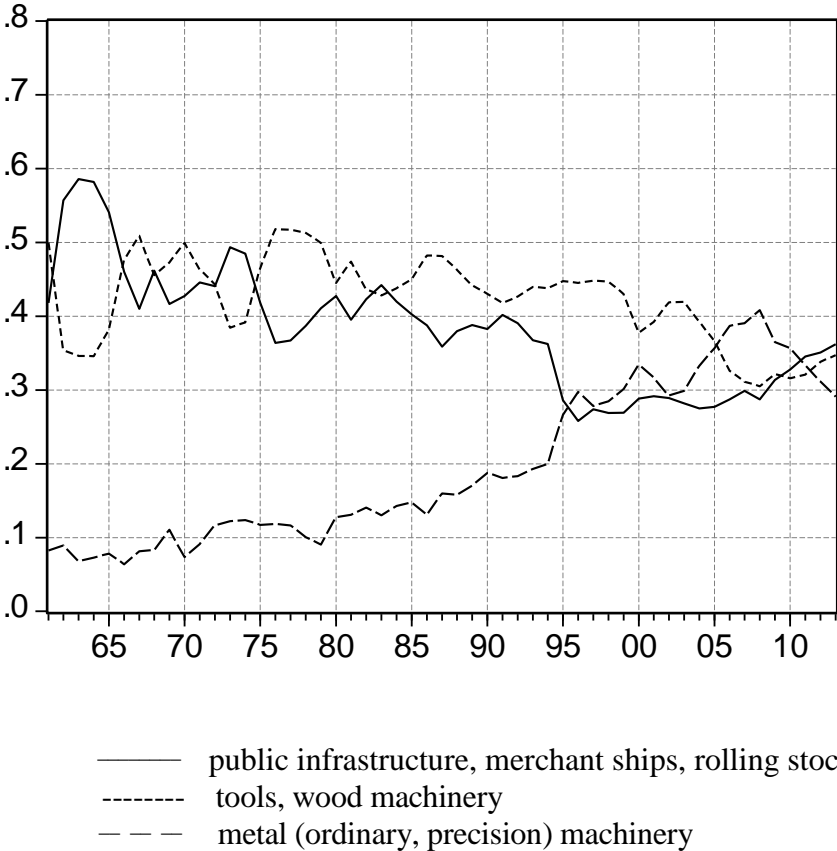 .8
.7
.6
.5
.4
.3
.2
.1
.0
65 70 75 80 85 90 95 00 05 10
public infrastructure, merchant ships, rolling stoc
tools, wood machinery
metal (ordinary, precision) machinery